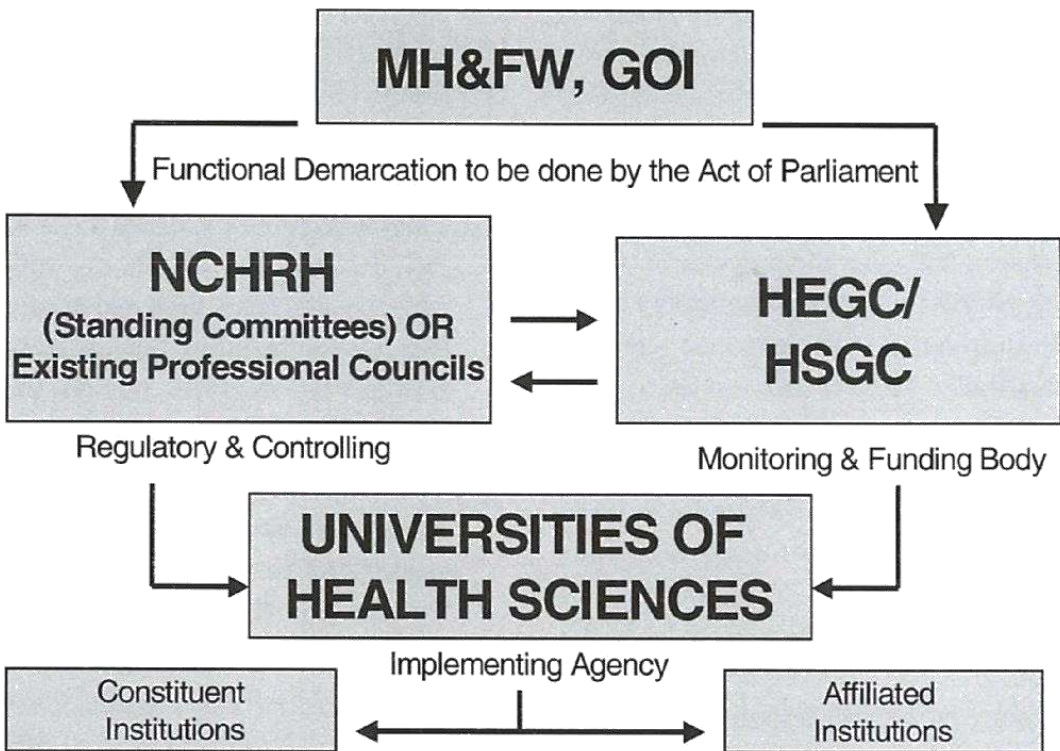 MH&FW, GOI
Functional Demarcation to be done by the Act of Parliament
NCHRH
(Standing Committees) OR
Existing Professional Councils
HEGC/
HSGC
Regulatory & Controlling
Monitoring & Funding Body
UNIVERSITIES OF
HEALTH SCIENCES
Implementing Agency
Constituent
Institutions
Affiliated
Institutions